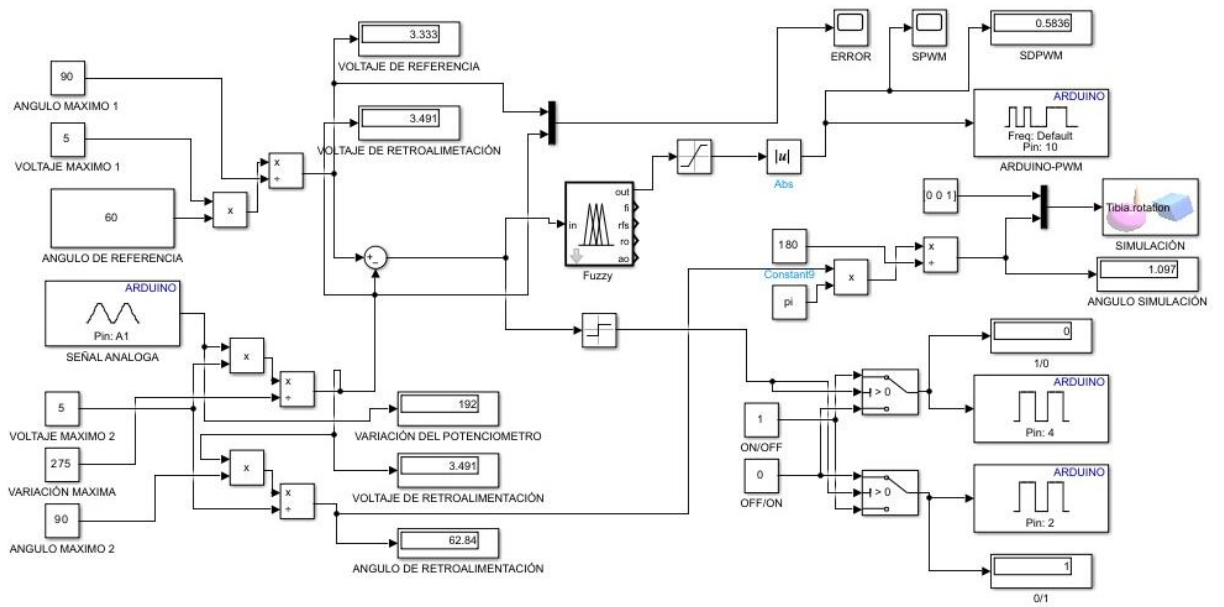 90
ANGULO MAXIMO 1
5
VOLTAJE MAXIMO 1
60
ANGULO DE REFERENCIA
ARDUINO
Pin: A1
SEÑAL ANALOGA
5
VOLTAJE MAXIMO 2
275
VARIACIÓN MAXIMA
90
ANGULO MAXIMO 2
x
x
÷
x
x
÷
x
x
÷
3.333
VOLTAJE DE REFERENCIA
3.491
VOLTAJE DE RETROALIMETACIÓN
+
−
192
VARIACIÓN DEL POTENCIOMETRO
3.491
VOLTAJE DE RETROALIMENTACIÓN
62.84
ANGULO DE RETROALIMENTACIÓN
in
out
fi
rfs
ro
ao
Fuzzy
|u|
Abs
ERROR
SPWM
0.5836
SDPWM
ARDUINO
Freq: Default
Pin: 10
ARDUINO-PWM
[0 0 1]
Tibia.rotation
SIMULACIÓN
180
Constant9
pi
x
x
÷
1.097
ANGULO SIMULACIÓN
1
ON/OFF
0
OFF/ON
> 0
> 0
0
1/0
ARDUINO
Pin: 4
ARDUINO
Pin: 2
1
0/1